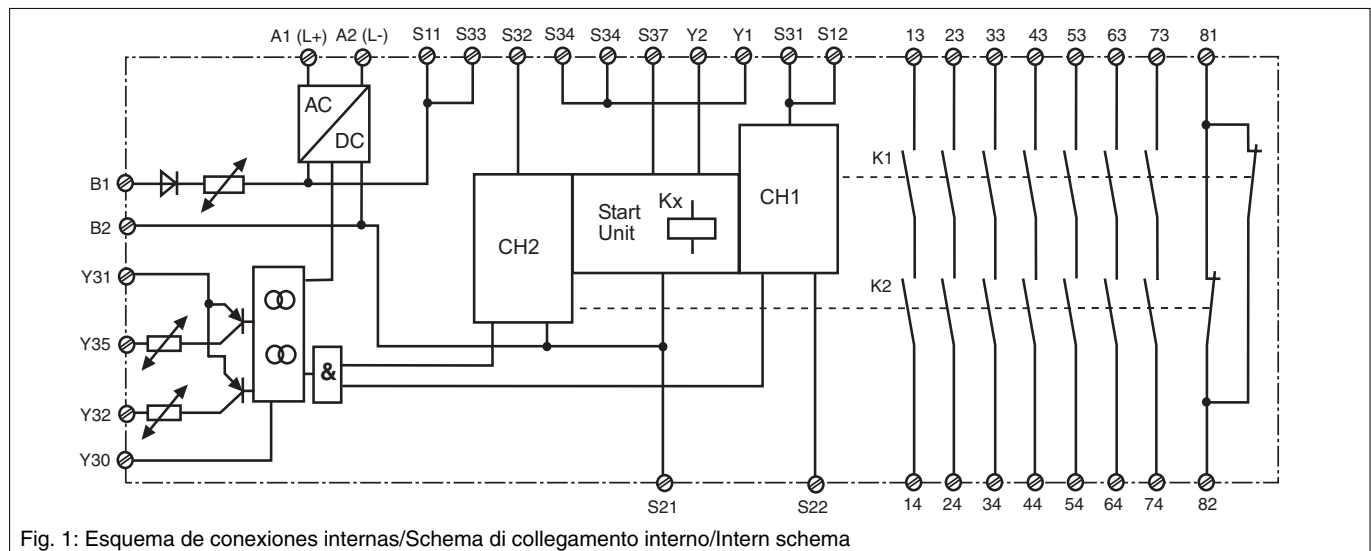 A1 (L+) A2 (L-) S11 S33 S32 S34 S34 S37 Y2 Y1 S31 S12 13 23 33 43 53 63 73 81
AC
DC
B1
K1
CH1
Start Unit
Kx
B2
CH2
Y31
K2
Y35
&
Y32
Y30
S21 S22 14 24 34 44 54 64 74 82
Fig. 1: Esquema de conexiones internas/Schema di collegamento interno/Intern schema